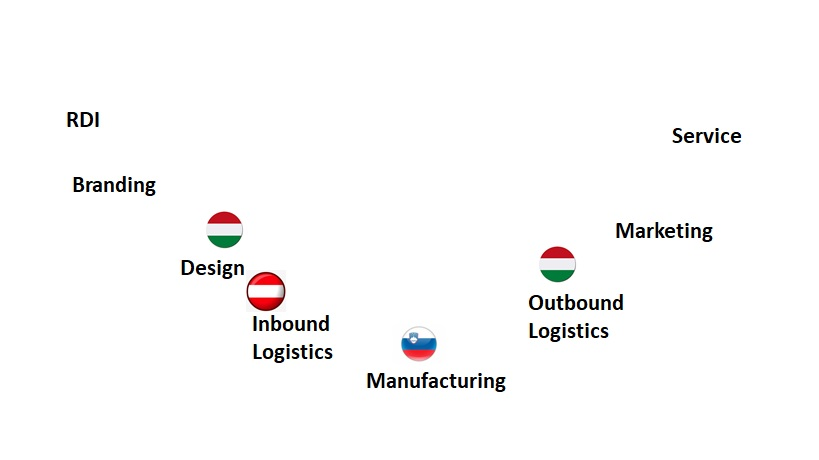 RDI
Service
Branding
Marketing
Design
Outbound
Logistics
Inbound
Logistics
Manufacturing